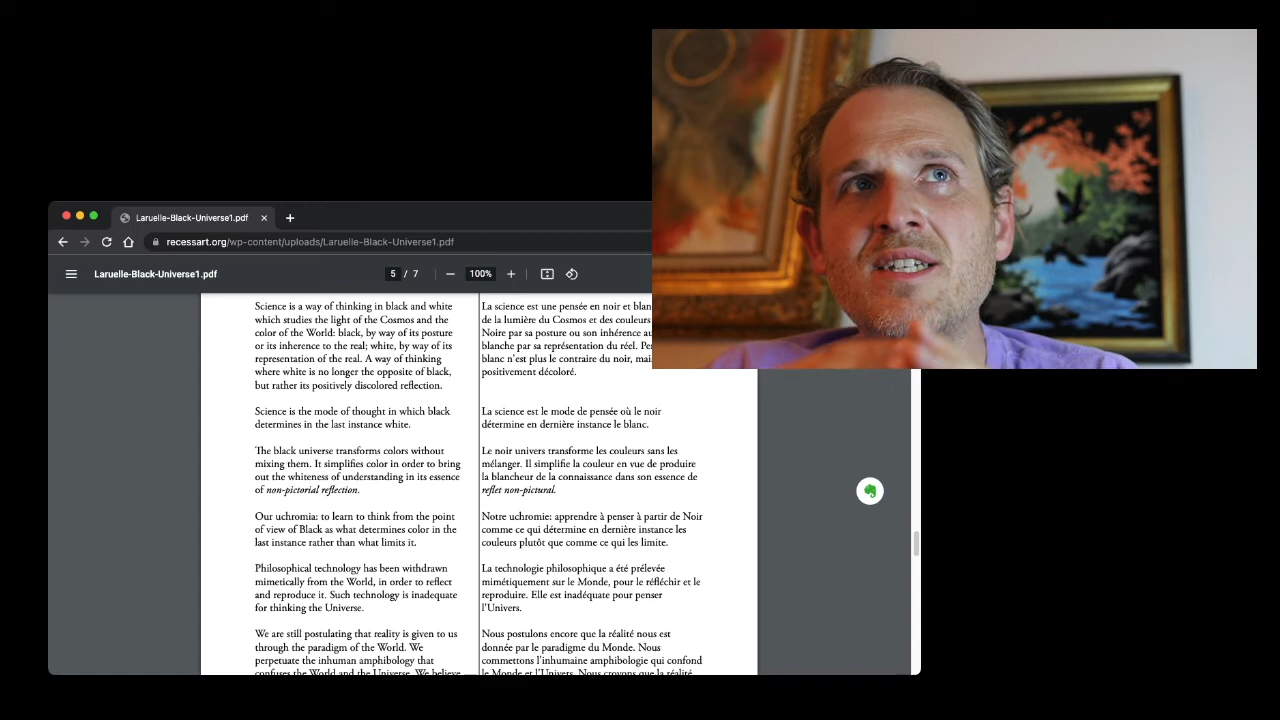 Laruelle-Black-Universe1.pdf
recessart.org/wp-content/uploads/Laruelle-Black-Universe1.pdf
Laruelle-Black-Universe1.pdf
5 / 7
100%
Science is a way of thinking in black and white
which studies the light of the Cosmos and the
color of the World: black, by way of its posture
or its inherence to the real; white, by way of its
representation of the real. A way of thinking
where white is no longer the opposite of black,
but rather its positively discolored reflection.
Science is the mode of thought in which black
determines in the last instance white.
The black universe transforms colors without
mixing them. It simplifies color in order to bring
out the whiteness of understanding in its essence
of non-pictorial reflection.
Our uchromia: to learn to think from the point
of view of Black as what determines color in the
last instance rather than what limits it.
Philosophical technology has been withdrawn
mimetically from the World, in order to reflect
and reproduce it. Such technology is inadequate
for thinking the Universe.
We are still postulating that reality is given to us
through the paradigm of the World. We
perpetuate the inhuman amphibology that
confuses the World and the Universe. We believe
La science est une pensée en noir et
de la lumière du Cosmos et des couleurs
Noire par sa posture ou son inhérence
blanche par sa représentation du réel.
blanc n'est plus le contraire du noir,
positivement décoloré.
La science est le mode de pensée où le noir
détermine en dernière instance le blanc.
Le noir univers transforme les couleurs sans les
mélanger. Il simplifie la couleur en vue de produire
la blancheur de la connaissance dans son essence de
reflet non-pictural.
Notre uchromie: apprendre à penser à partir de Noir
comme ce qui détermine en dernière instance les
couleurs plutôt que comme ce qui les limite.
La technologie philosophique a été prélevée
mimétiquement sur le Monde, pour le réfléchir et le
reproduire. Elle est inadéquate pour penser
l'Univers.
Nous postulons encore que la réalité nous est
donnée par le paradigme du Monde. Nous
commettons l'inhumaine amphibologie qui confond
le Monde et l'Univers. Nous croyons que la réalité